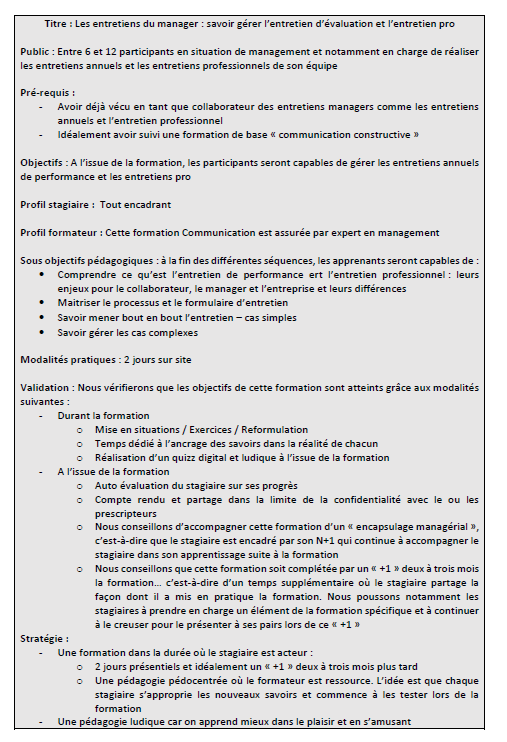 Titre : Les entretiens du manager : savoir gérer l'entretien d'évaluation et l'entretien pro
Public : Entre 6 et 12 participants en situation de management et notamment en charge de réaliser
les entretiens annuels et les entretiens professionnels de son équipe
Pré-requis :
- Avoir déjà vécu en tant que collaborateur des entretiens managers comme les entretiens
annuels et l'entretien professionnel
- Idéalement avoir suivi une formation de base « communication constructive »
Objectifs : A l'issue de la formation, les participants seront capables de gérer les entretiens annuels
de performance et les entretiens pro
Profil stagiaire : Tout encadrant
Profil formateur : Cette formation Communication est assurée par expert en management
Sous objectifs pédagogiques : à la fin des différentes séquences, les apprenants seront capables de :
• Comprendre ce qu'est l'entretien de performance ert l'entretien professionnel : leurs
enjeux pour le collaborateur, le manager et l'entreprise et leurs différences
• Maitriser le processus et le formulaire d'entretien
• Savoir mener bout en bout l'entretien – cas simples
• Savoir gérer les cas complexes
Modalités pratiques : 2 jours sur site
Validation : Nous vérifierons que les objectifs de cette formation sont atteints grâce aux modalités
suivantes :
- Durant la formation
o Mise en situations / Exercices / Reformulation
o Temps dédié à l'ancrage des savoirs dans la réalité de chacun
o Réalisation d'un quizz digital et ludique à l'issue de la formation
- A l'issue de la formation
o Auto évaluation du stagiaire sur ses progrès
o Compte rendu et partage dans la limite de la confidentialité avec le ou les
prescripteurs
o Nous conseillons d'accompagner cette formation d'un « encapsulage managérial »,
c'est-à-dire que le stagiaire est encadré par son N+1 qui continue à accompagner le
stagiaire dans son apprentissage suite à la formation
o Nous conseillons que cette formation soit complétée par un « +1 » deux à trois mois
la formation… c'est-à-dire d'un temps supplémentaire où le stagiaire partage la
façon dont il a mis en pratique la formation. Nous poussons notamment les
stagiaires à prendre en charge un élément de la formation spécifique et à continuer
à le creuser pour le présenter à ses pairs lors de ce « +1 »
Stratégie :
- Une formation dans la durée où le stagiaire est acteur :
o 2 jours présentiels et idéalement un « +1 » deux à trois mois plus tard
o Une pédagogie pédocentrée où le formateur est ressource. L'idée est que chaque
stagiaire s'approprie les nouveaux savoirs et commence à les tester lors de la
formation
- Une pédagogie ludique car on apprend mieux dans le plaisir et en s'amusant